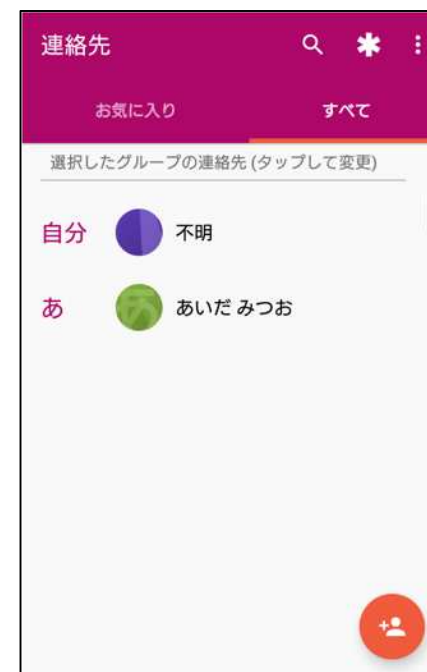 連絡先
お気に入り すべて
選択したグループの連絡先 (タップして変更)
自分 不明
あ あいだ みつお